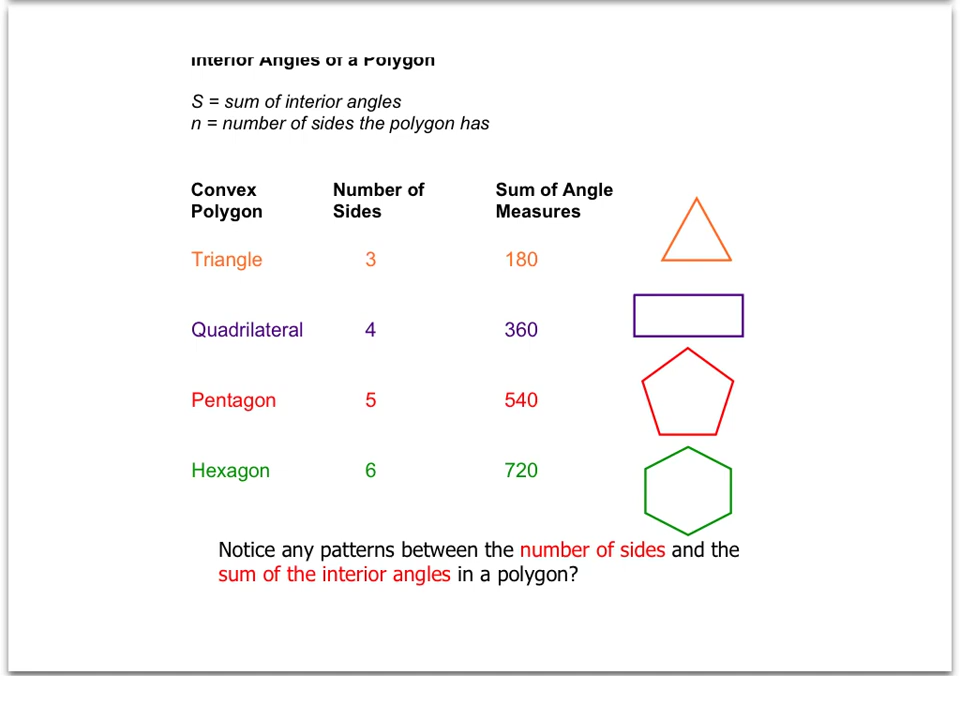 Interior Angles of a Polygon
S = sum of interior angles
n = number of sides the polygon has
Convex Polygon Number of Sides Sum of Angle Measures
Triangle 3 180
Quadrilateral 4 360
Pentagon 5 540
Hexagon 6 720
Notice any patterns between the number of sides and the
sum of the interior angles in a polygon?